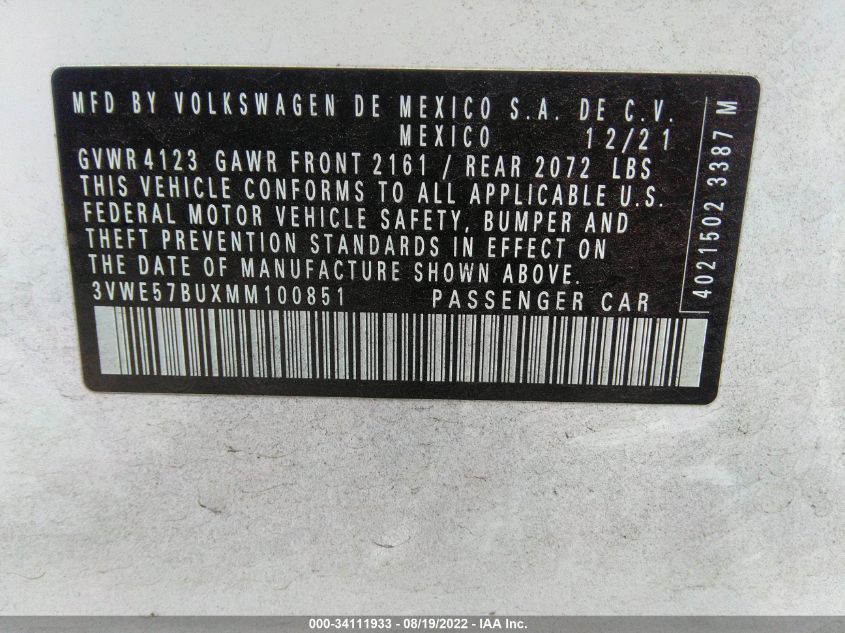 MFD BY VOLKSWAGEN DE MEXICO S.A. DE C.V.
MEXICO 12/21
GVWR 4123 GAWR FRONT 2161 / REAR 2072 LBS
THIS VEHICLE CONFORMS TO ALL APPLICABLE U.S.
FEDERAL MOTOR VEHICLE SAFETY, BUMPER AND
THEFT PREVENTION STANDARDS IN EFFECT ON
THE DATE OF MANUFACTURE SHOWN ABOVE.
3VWE57BUXMM100851 PASSENGER CAR
4021502 3387 M
000-34111933 - 08/19/2022 - IAA Inc.